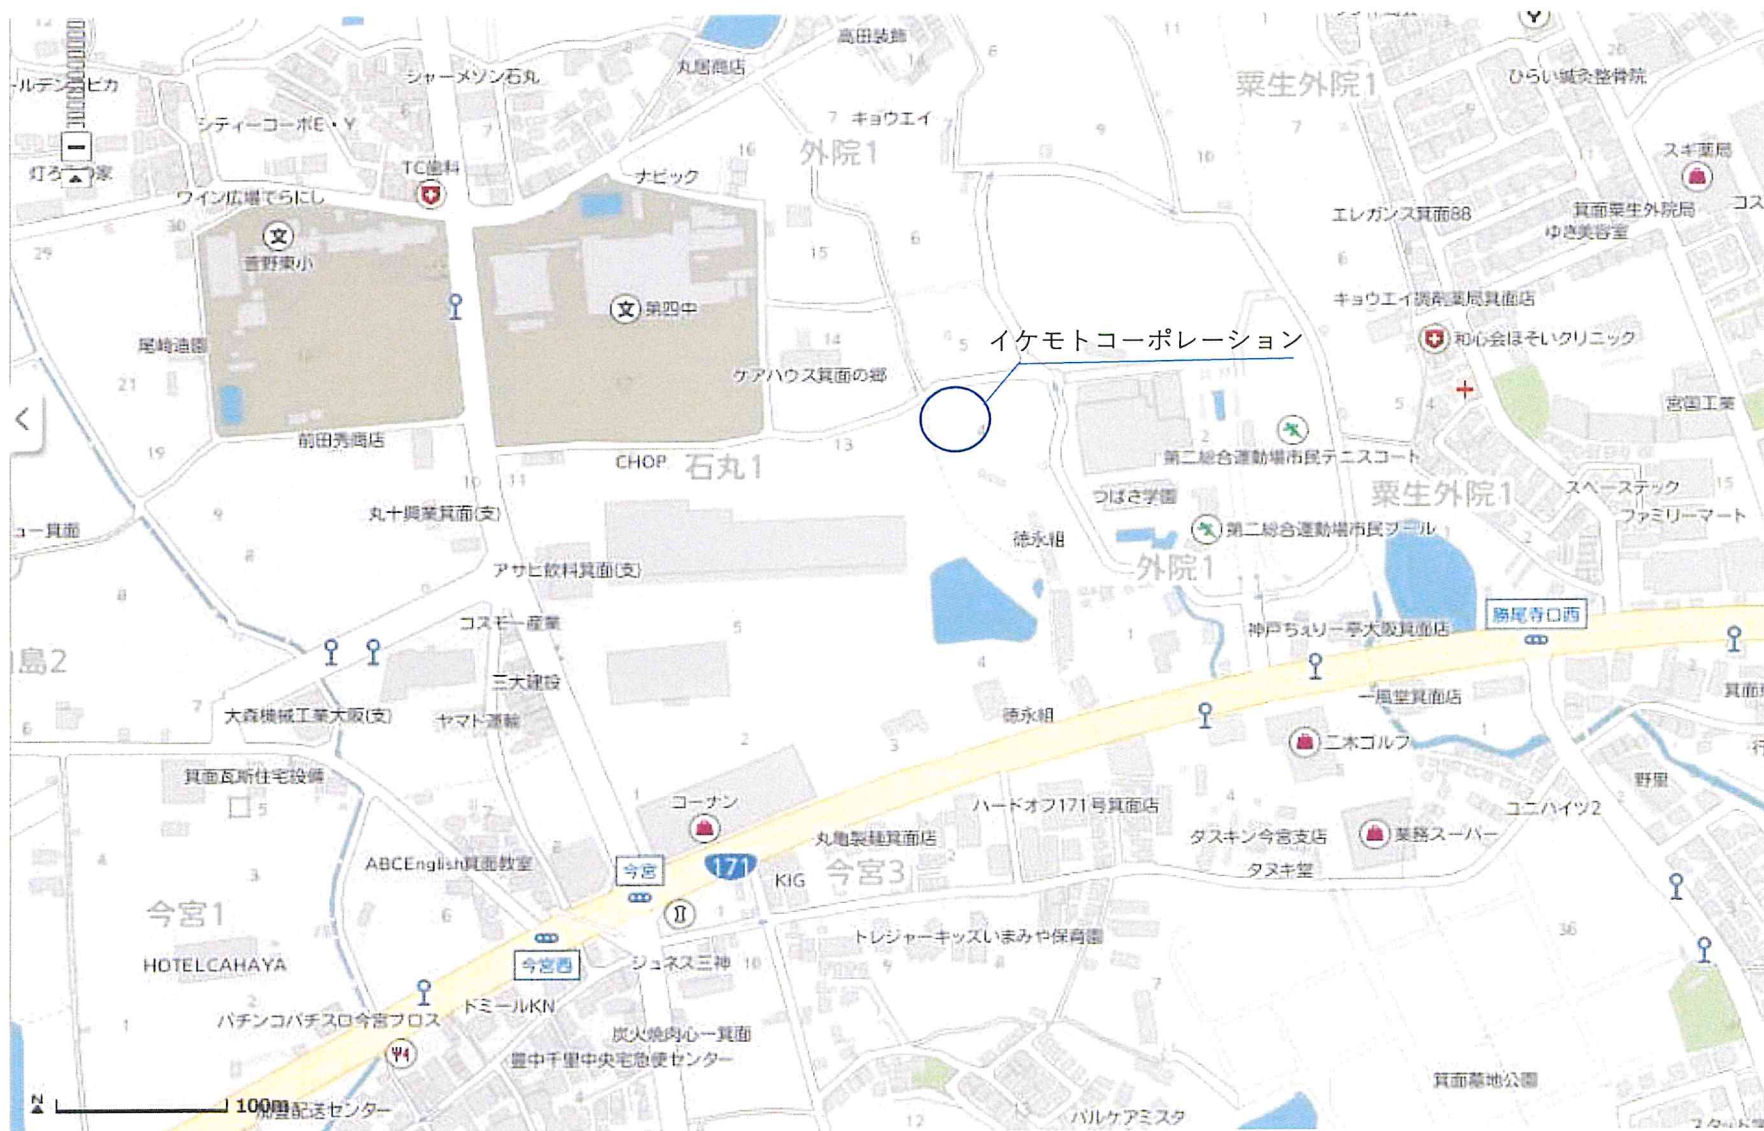 高田装飾
丸居商店
シャーメゾン石丸
粟生外院1
ひらい鍼灸整骨院
シティーコーポE・Y
キョウエイ
外院1
スギ薬局
TC歯科
ナビック
ワイン広場てらにし
エレガンス箕面88
箕面粟生外院局
ゆき美容室
萱野東小
第四中
キョウエイ調剤薬局箕面店
和心会ほそいクリニック
尾崎造園
イケモトコーポレーション
ケアハウス箕面の郷
宮国工業
前田秀商店
CHOP
石丸1
第二総合運動場市民テニスコート
粟生外院1
スペーステック
つばさ学園
ファミリーマート
丸十興業箕面(支)
第二総合運動場市民プール
徳永組
外院1
アサヒ飲料箕面(支)
勝尾寺口西
コスモ一産業
神戸ちぇりー亭大阪箕面店
島2
三大建設
大森機械工業大阪(支)
ヤマト運輸
徳永組
一風堂箕面店
二木ゴルフ
箕面瓦斯住宅設備
野里
コーナン
ハードオフ171号箕面店
ユニハイツ2
丸亀製麺箕面店
ダスキン今宮支店
業務スーパー
ABCEnglish箕面教室
今宮
171
KIG
今宮3
タヌキ堂
今宮1
トレジャーキッズいまみや保育園
36
HOTELCAHAYA
今宮西
ジュネス三神
ドミールKN
パチンコパチスロ今宮プロス
炭火焼肉心一箕面
豊中千里中央宅急便センター
箕面墓地公園
N
100m
配送センター
パルケアミスタ